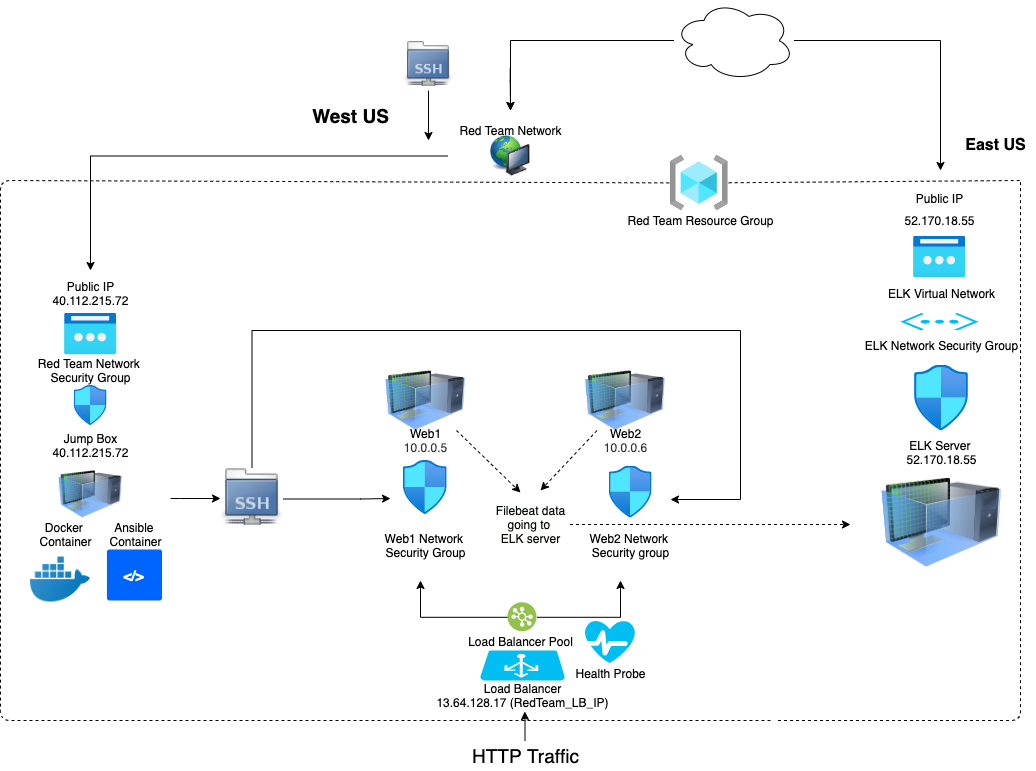 SSH
West US
Red Team Network
East US
Red Team Resource Group
Public IP
52.170.18.55
ELK Virtual Network
ELK Network Security Group
ELK Server
52.170.18.55
Public IP
40.112.215.72
Red Team Network
Security Group
Jump Box
40.112.215.72
Docker
Container
Ansible
Container
</>
SSH
Web1
10.0.0.5
Web2
10.0.0.6
Filebeat data
going to
ELK server
Web1 Network
Security Group
Web2 Network
Security group
Load Balancer Pool
Health Probe
Load Balancer
13.64.128.17 (RedTeam_LB_IP)
HTTP Traffic